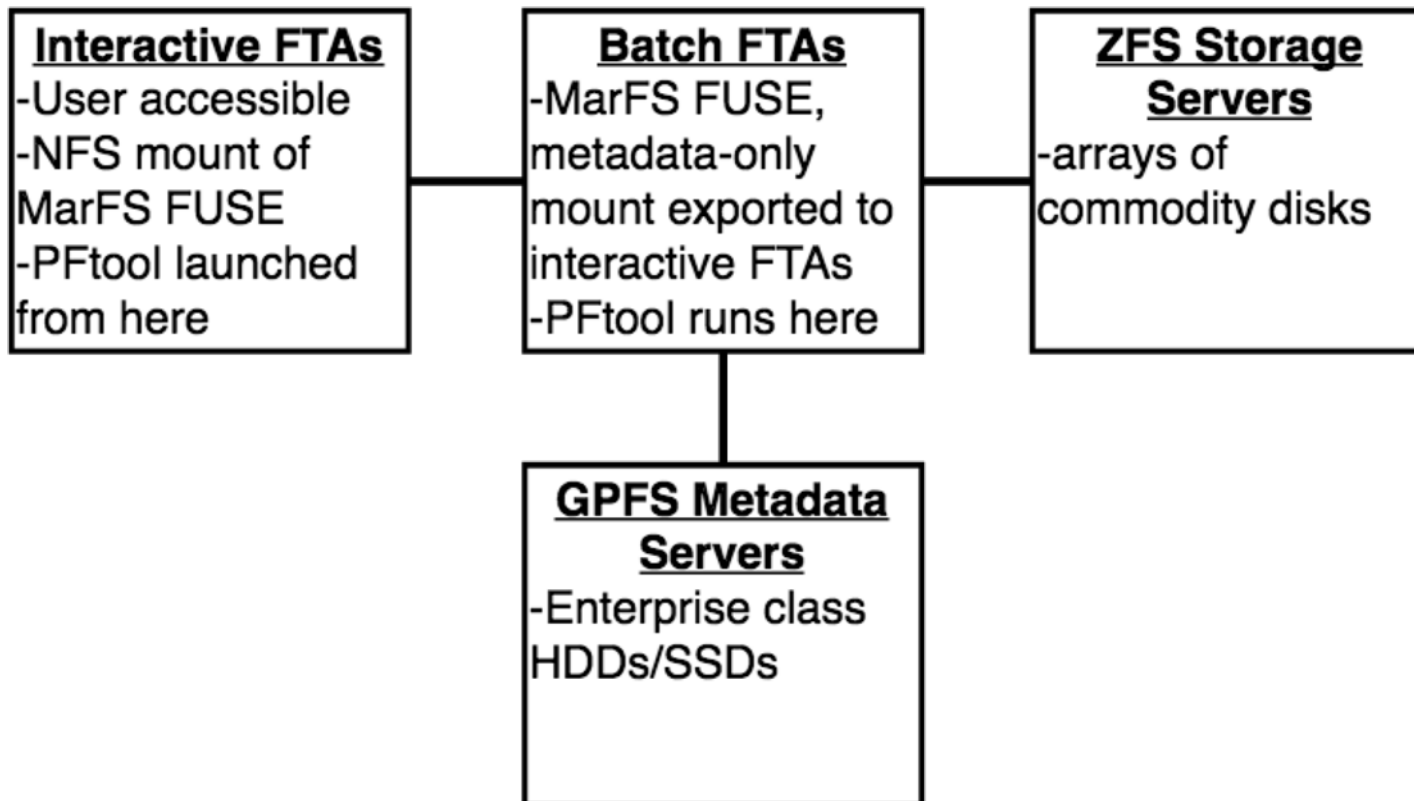 Interactive FTAs
-User accessible
-NFS mount of
MarFS FUSE
-PFtool launched
from here
Batch FTAs
-MarFS FUSE,
metadata-only
mount exported to
interactive FTAs
-PFtool runs here
ZFS Storage
Servers
-arrays of
commodity disks
GPFS Metadata
Servers
-Enterprise class
HDDs/SSDs